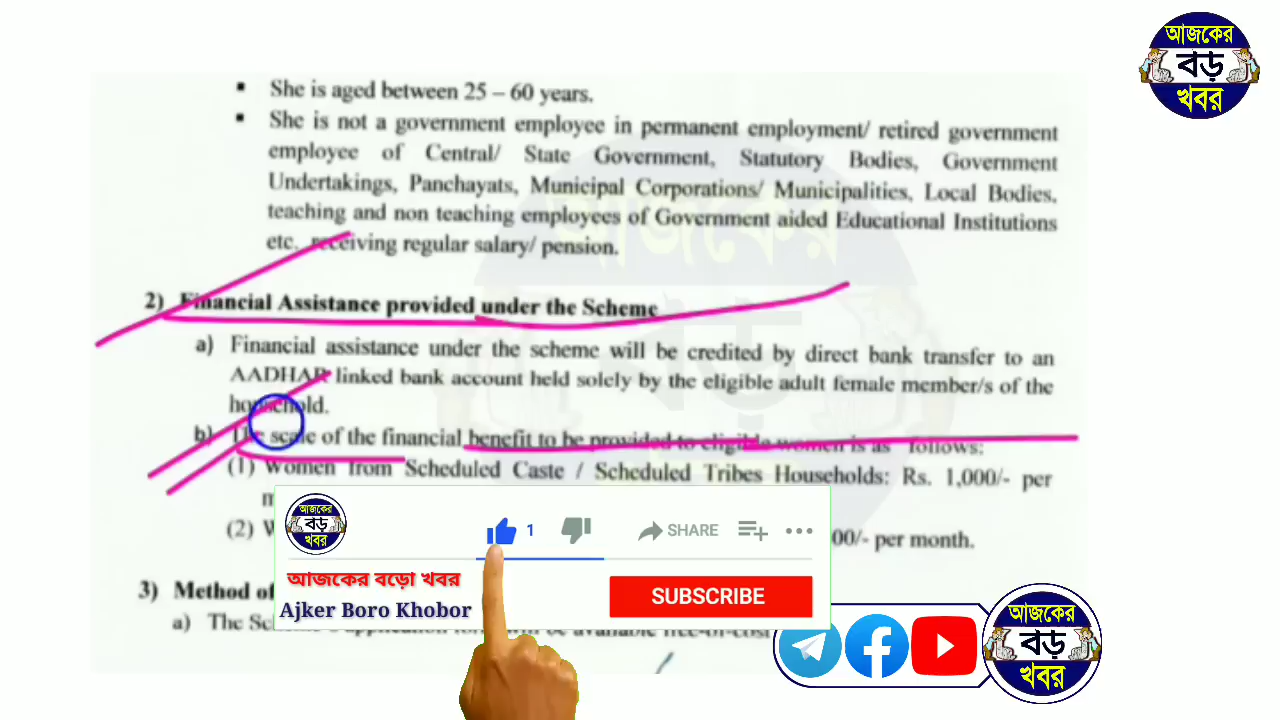 আজকের
বড়
খবর
She is aged between 25 – 60 years.
She is not a government employee in permanent employment/ retired government
employee of Central/ State Government, Statutory Bodies, Government
Undertakings, Panchayats, Municipal Corporations/ Municipalities, Local Bodies,
teaching and non teaching employees of Government aided Educational Institutions
etc. receiving regular salary/ pension.
2) Financial Assistance provided under the Scheme
a) Financial assistance under the scheme will be credited by direct bank transfer to an
AADHAR linked bank account held solely by the eligible adult female member/s of the
household.
b) The scale of the financial benefit to be provided to eligible women is as follows:
(1) Women from Scheduled Caste / Scheduled Tribes Households: Rs. 1,000/- per
(2) 00/- per month.
3) Method of
a) The
আজকের
বড়
খবর
1
SHARE
আজকের বড়ো খবর
Ajker Boro Khobor
SUBSCRIBE
আজকের
বড়
খবর